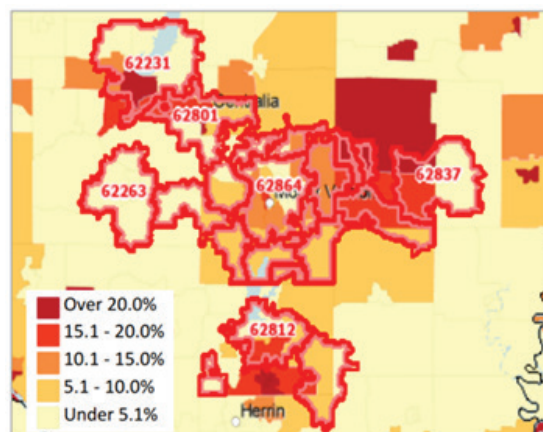 62231
62801
62263
62864
62837
Over 20.0%
15.1 - 20.0%
10.1 - 15.0%
5.1 - 10.0%
Under 5.1%
62812
Herrin